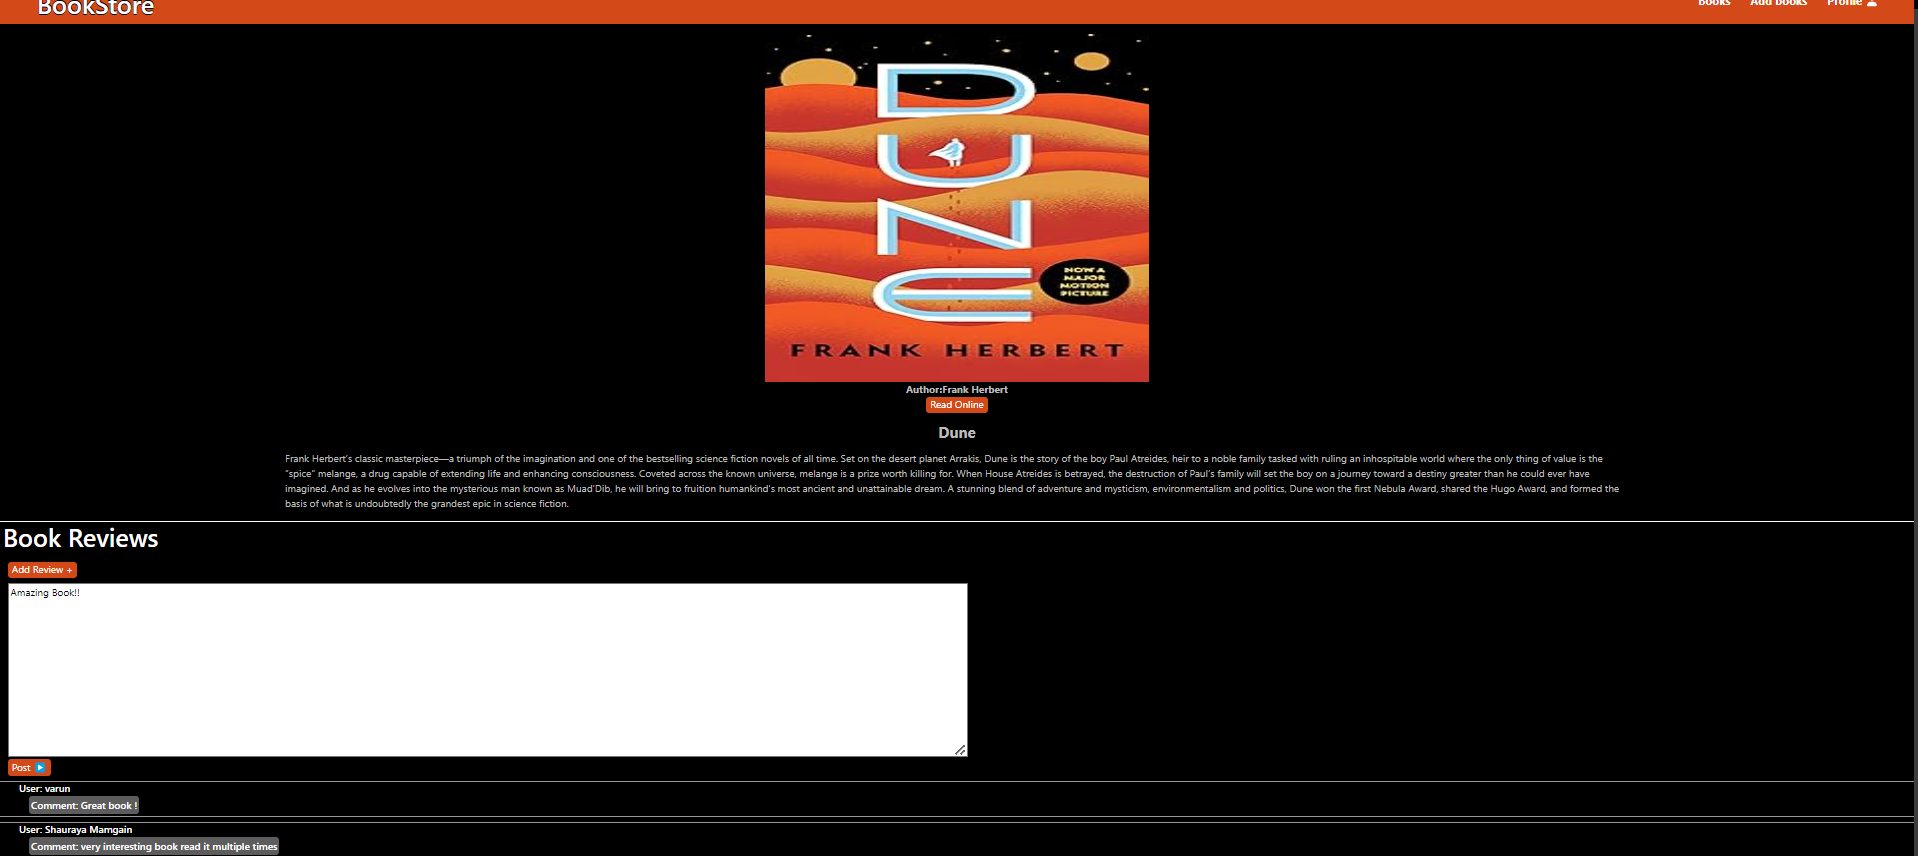 BookStore
Books Add books Profile
DUNE
NOW A
MAJOR
MOTION
PICTURE
FRANK HERBERT
Author:Frank Herbert
Read Online
Dune
Frank Herbert's classic masterpiece—a triumph of the imagination and one of the bestselling science fiction novels of all time. Set on the desert planet Arrakis, Dune is the story of the boy Paul Atreides, heir to a noble family tasked with ruling an inhospitable world where the only thing of value is the
"spice" melange, a drug capable of extending life and enhancing consciousness. Coveted across the known universe, melange is a prize worth killing for. When House Atreides is betrayed, the destruction of Paul's family will set the boy on a journey toward a destiny greater than he could ever have
imagined. And as he evolves into the mysterious man known as Muad'Dib, he will bring to fruition humankind's most ancient and unattainable dream. A stunning blend of adventure and mysticism, environmentalism and politics, Dune won the first Nebula Award, shared the Hugo Award, and formed the
basis of what is undoubtedly the grandest epic in science fiction.
Book Reviews
Add Review +
Amazing Book!!
Post
User: varun
Comment: Great book !
User: Shauraya Mamgain
Comment: very interesting book read it multiple times